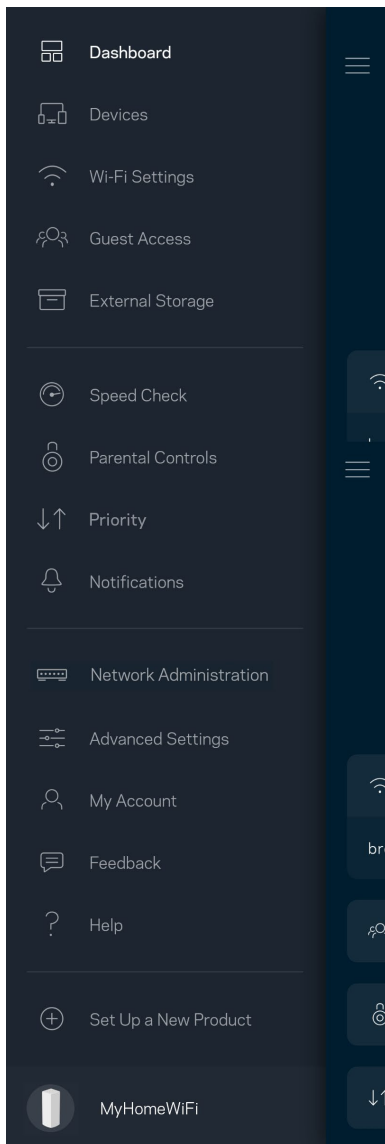 Dashboard
Devices
Wi-Fi Settings
Guest Access
External Storage
Speed Check
Parental Controls
Priority
Notifications
Network Administration
Advanced Settings
My Account
Feedback
br
Help
Set Up a New Product
MyHomeWiFi